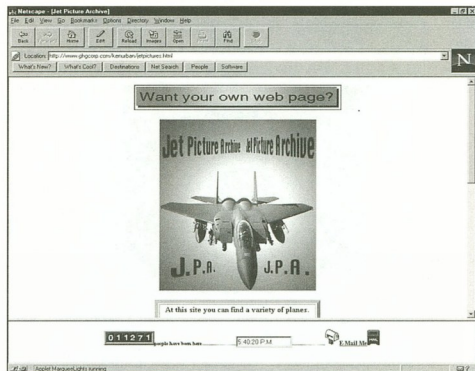 Netscape - [Jet Picture Archive]
File Edit View Go Bookmarks Options Directory Window Help
Back Home Edit Reload Images Open Find
Location: http://www.ghgcorp.com/kenurban/jetpictures.html
What's New? What's Cool? Destinations Net Search People Software
N
Want your own web page?
Jet Picture Archive Jet Picture Archive
J.P.A. J.P.A.
At this site you can find a variety of planes.
011271 people have been here 5:40:20 PM E-Mail Me
Applet MarqueeLights running